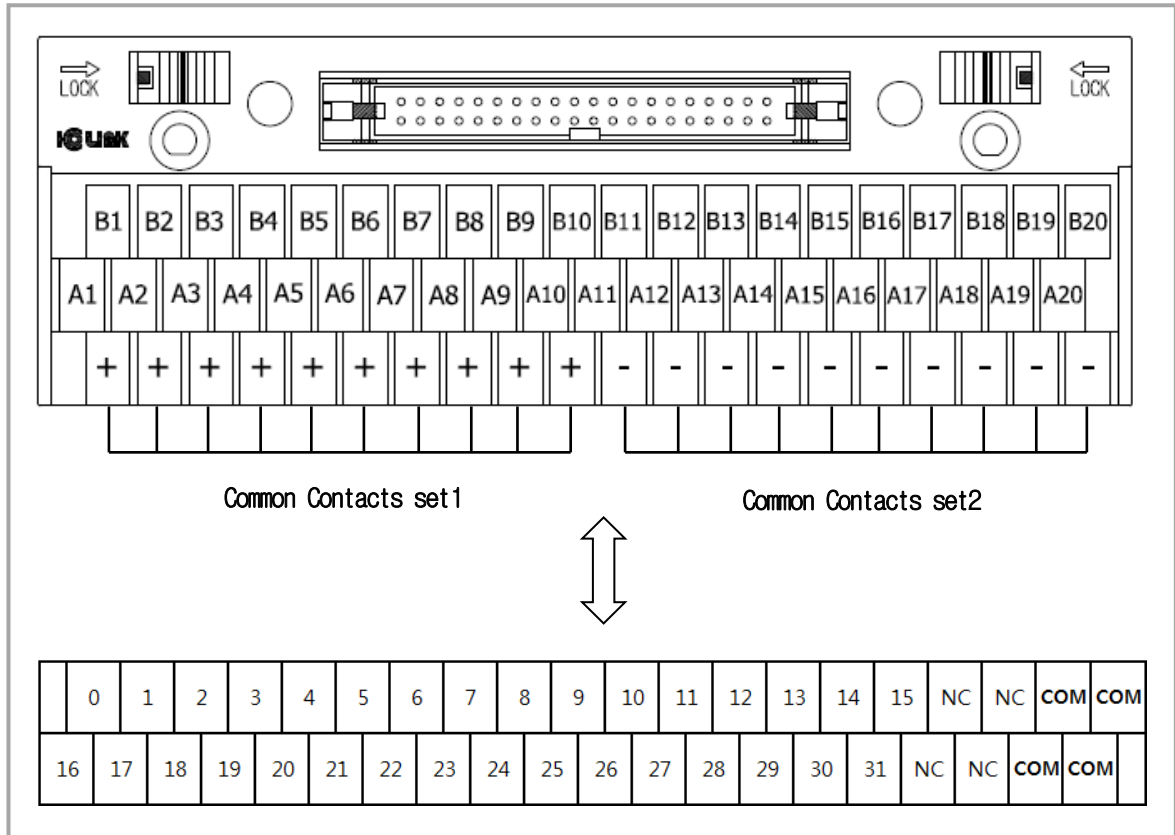 LOCK LOCK
B1 B2 B3 B4 B5 B6 B7 B8 B9 B10 B11 B12 B13 B14 B15 B16 B17 B18 B19 B20
A1 A2 A3 A4 A5 A6 A7 A8 A9 A10 A11 A12 A13 A14 A15 A16 A17 A18 A19 A20
+ + + + + + + + + + - - - - - - - - - -
Common Contacts set1 Common Contacts set2
0 1 2 3 4 5 6 7 8 9 10 11 12 13 14 15 NC NC COM COM
16 17 18 19 20 21 22 23 24 25 26 27 28 29 30 31 NC NC COM COM